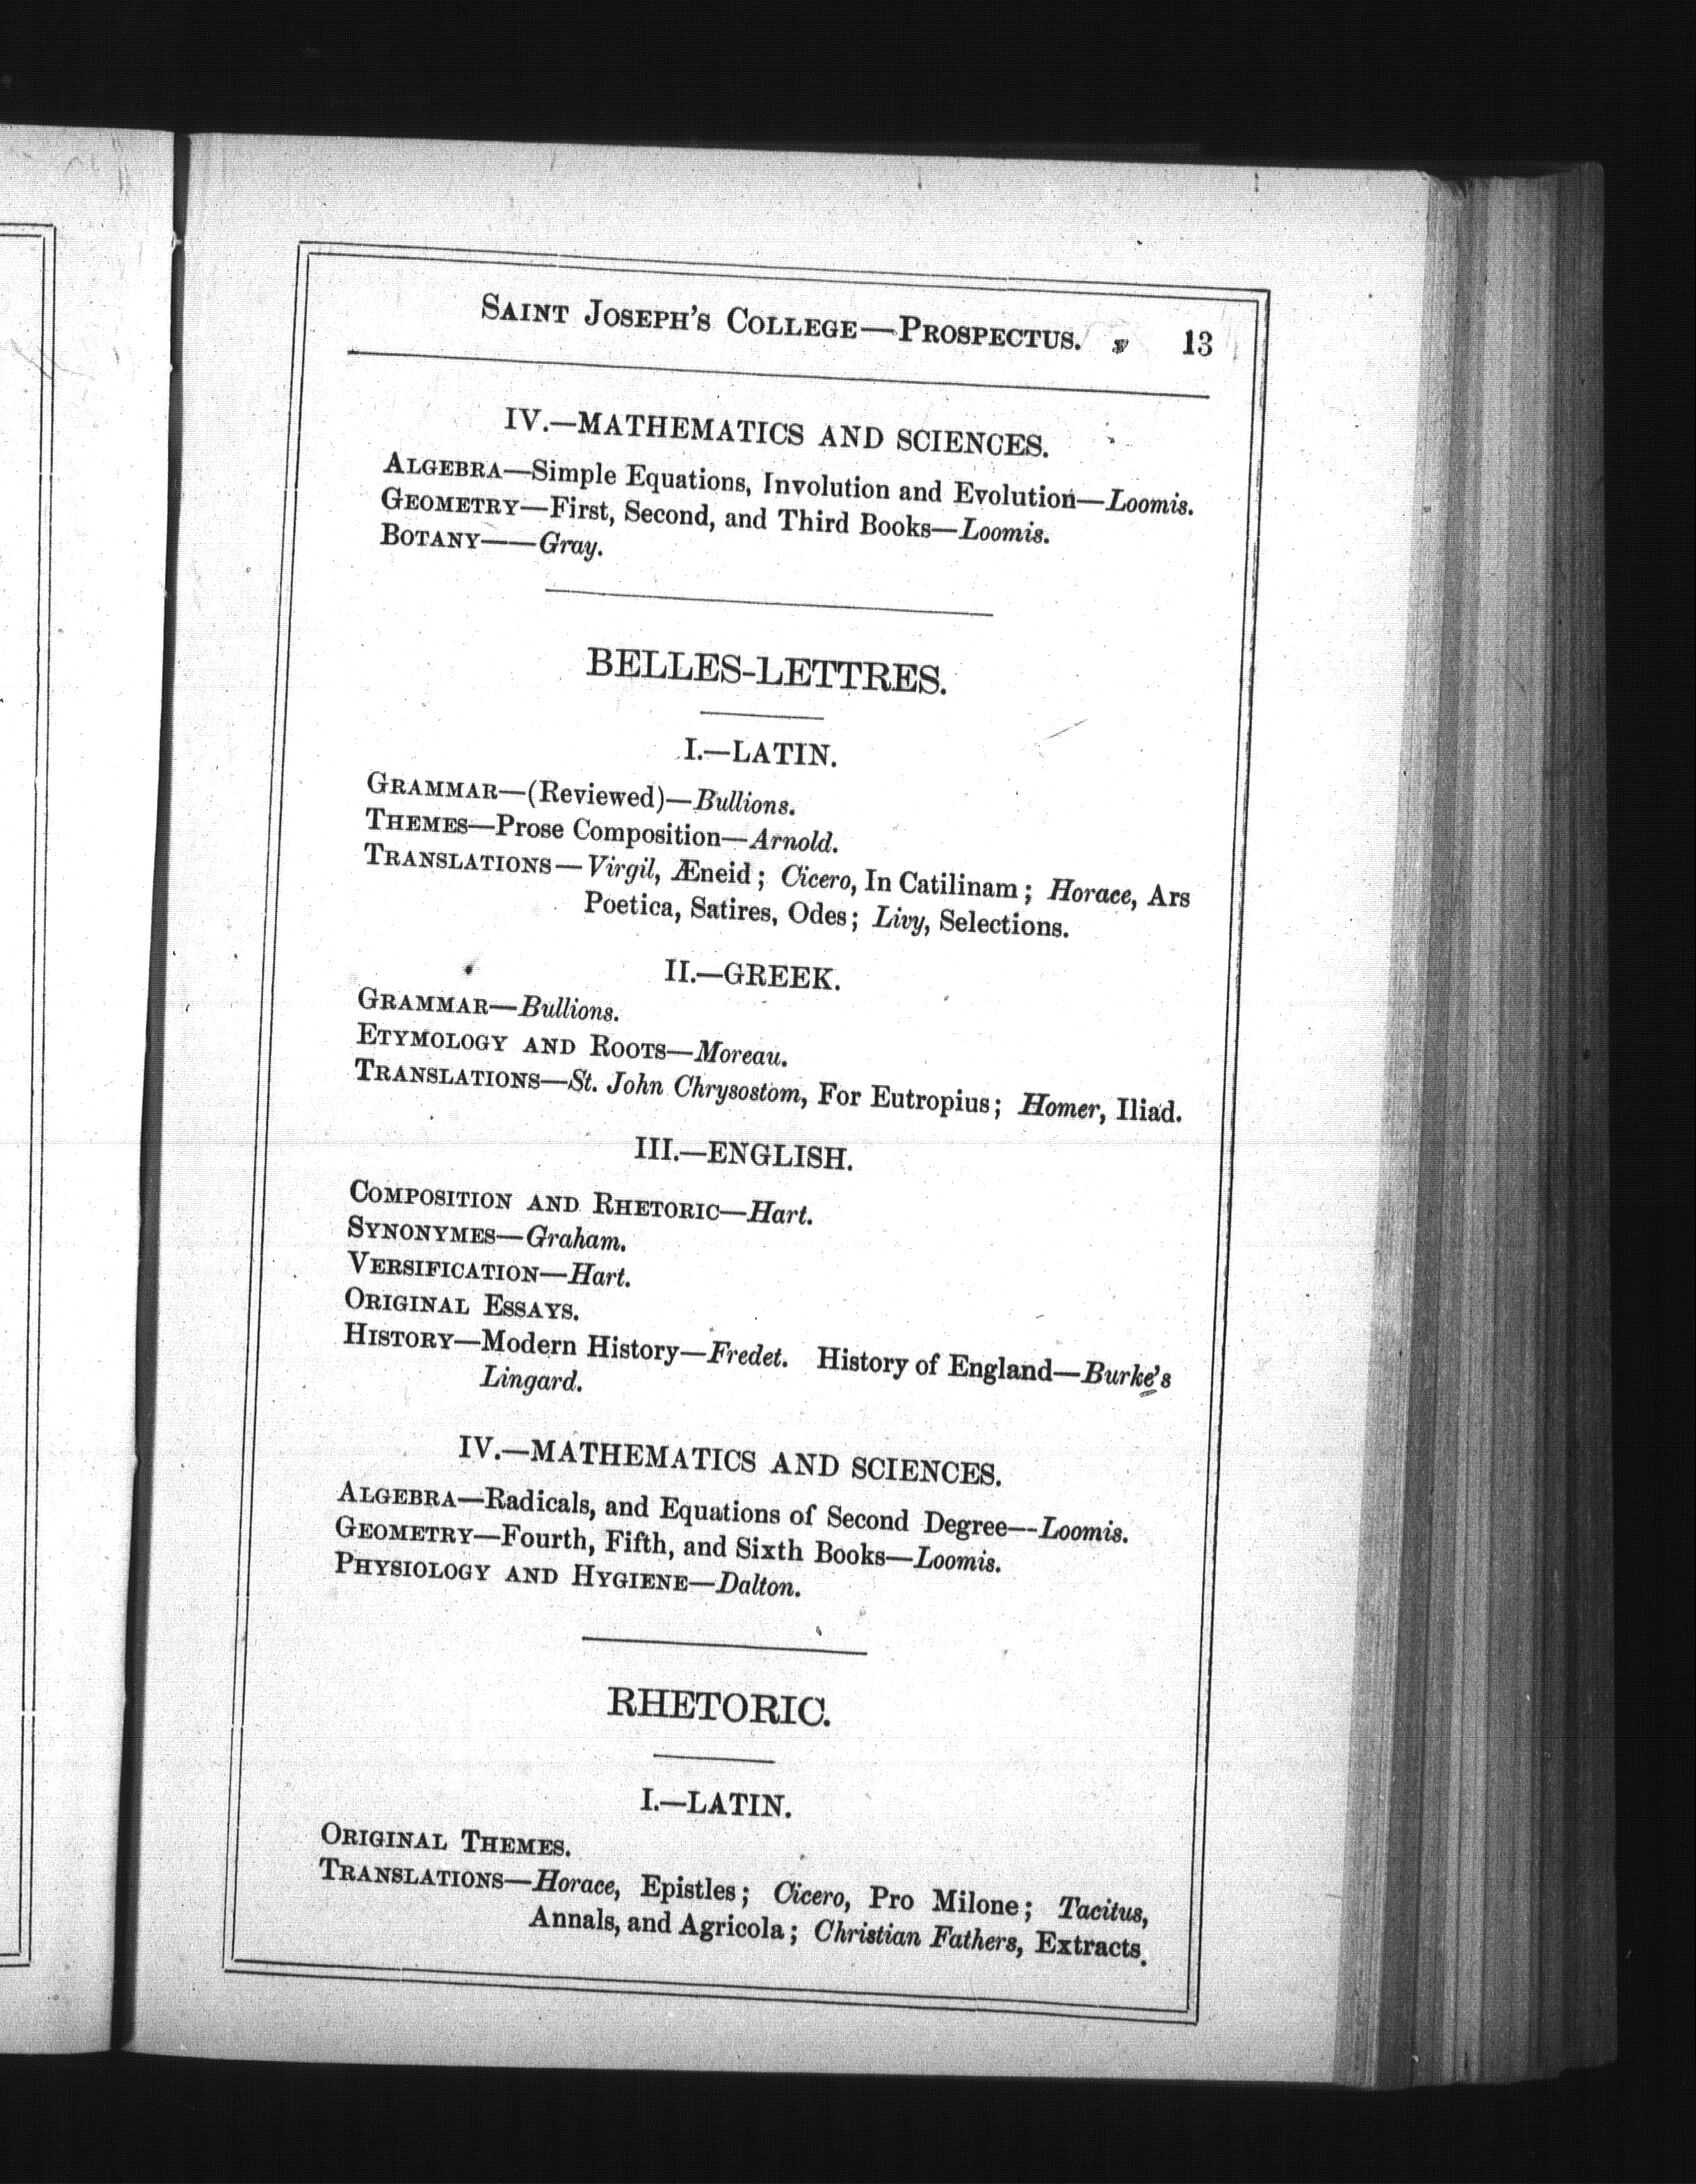 SAINT JOSEPH'S COLLEGE—PROSPECTUS. 13
IV.—MATHEMATICS AND SCIENCES.
ALGEBRA—Simple Equations, Involution and Evolution—Loomis.
GEOMETRY—First, Second, and Third Books—Loomis.
BOTANY——Gray.
BELLES-LETTRES.
I.—LATIN.
GRAMMAR—(Reviewed)—Bullions.
THEMES—Prose Composition—Arnold.
TRANSLATIONS—Virgil, Æneid; Cicero, In Catilinam; Horace, Ars
Poetica, Satires, Odes; Livy, Selections.
II.—GREEK.
GRAMMAR—Bullions.
ETYMOLOGY AND ROOTS—Moreau.
TRANSLATIONS—St. John Chrysostom, For Eutropius; Homer, Iliad.
III.—ENGLISH.
COMPOSITION AND RHETORIC—Hart.
SYNONYMES—Graham.
VERSIFICATION—Hart.
ORIGINAL ESSAYS.
HISTORY—Modern History—Fredet. History of England—Burke's
Lingard.
IV.—MATHEMATICS AND SCIENCES.
ALGEBRA—Radicals, and Equations of Second Degree—Loomis.
GEOMETRY—Fourth, Fifth, and Sixth Books—Loomis.
PHYSIOLOGY AND HYGIENE—Dalton.
RHETORIC.
I.—LATIN.
ORIGINAL THEMES.
TRANSLATIONS—Horace, Epistles; Cicero, Pro Milone; Tacitus,
Annals, and Agricola; Christian Fathers, Extracts.